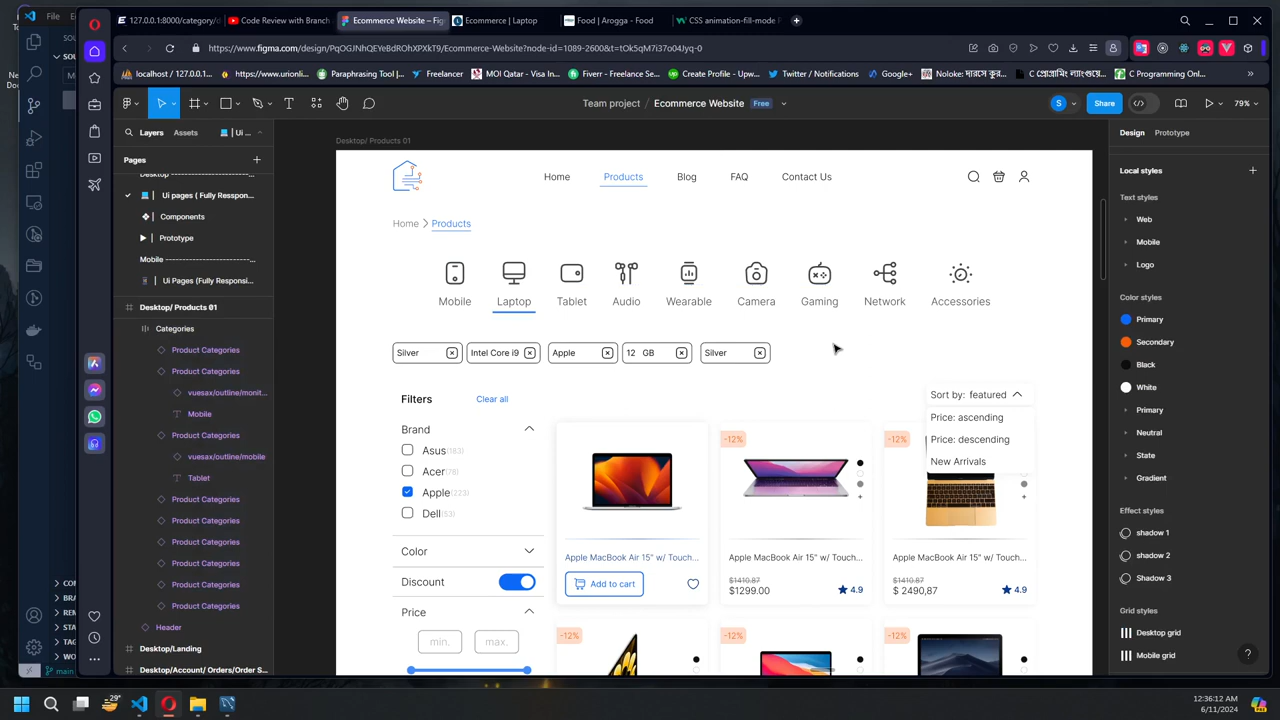 127.0.0.1:8000/category/
Code Review with Branch
Ecommerce Website – Fig
Ecommerce | Laptop
Food | Arogga - Food
CSS animation-fill-mode P
https://www.figma.com/design/PqOGJNhQEYeBdROhXPXkT9/Ecommerce-Website?node-id=1089-2600&t=tOk5qM7i37o04Jyq-0
localhost / 127.0.0.1...
https://www.urionlin...
Paraphrasing Tool |...
Freelancer
MOI Qatar - Visa In...
Fiverr - Freelance Se...
Create Profile - Upw...
Twitter / Notifications
Google+
C Programming Onl...
Team project / Ecommerce Website Free
S
Share
79%
Layers
Assets
Ui ...
Design
Prototype
Pages
Desktop
Ui pages ( Fully Resspon...
Components
Prototype
Mobile
Ui Pages (Fully Responsi...
Desktop/ Products 01
Categories
Product Categories
Product Categories
vuesax/outline/monit...
Mobile
Product Categories
vuesax/outline/mobile
Tablet
Product Categories
Product Categories
Product Categories
Product Categories
Product Categories
Product Categories
Header
Desktop/Landing
Desktop/Account/ Orders/Order S...
main
Desktop/ Products 01
Home
Products
Blog
FAQ
Contact Us
Home
Products
Mobile
Laptop
Tablet
Audio
Wearable
Camera
Gaming
Network
Accessories
Silver
Intel Core i9
Apple
12 GB
Silver
Filters
Clear all
Sort by: featured
Price: ascending
Price: descending
New Arrivals
Brand
Asus (163)
Acer (78)
Apple (223)
Dell (53)
Color
Discount
Price
min.
max.
Apple MacBook Air 15" w/ Touch...
Add to cart
-12%
Apple MacBook Air 15" w/ Touch...
$1410.87
$1299.00
4.9
-12%
Apple MacBook Air 15" w/ Touch...
$1410.87
$ 2490,87
4.9
-12%
-12%
-12%
Local styles
Text styles
Web
Mobile
Logo
Color styles
Primary
Secondary
Black
White
Primary
Neutral
State
Gradient
Effect styles
shadow 1
shadow 2
Shadow 3
Grid styles
Desktop grid
Mobile grid
29°
12:36:12 AM
6/11/2024